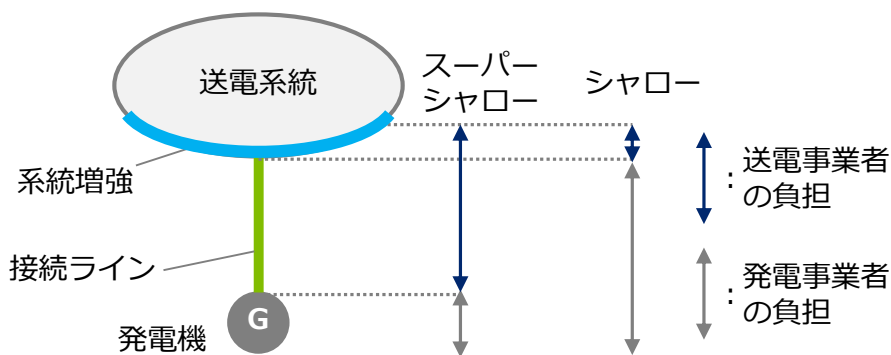 送電系統
スーパー
シャロー
シャロー
系統増強
接続ライン
発電機
G
: 送電事業者
の負担
: 発電事業者
の負担